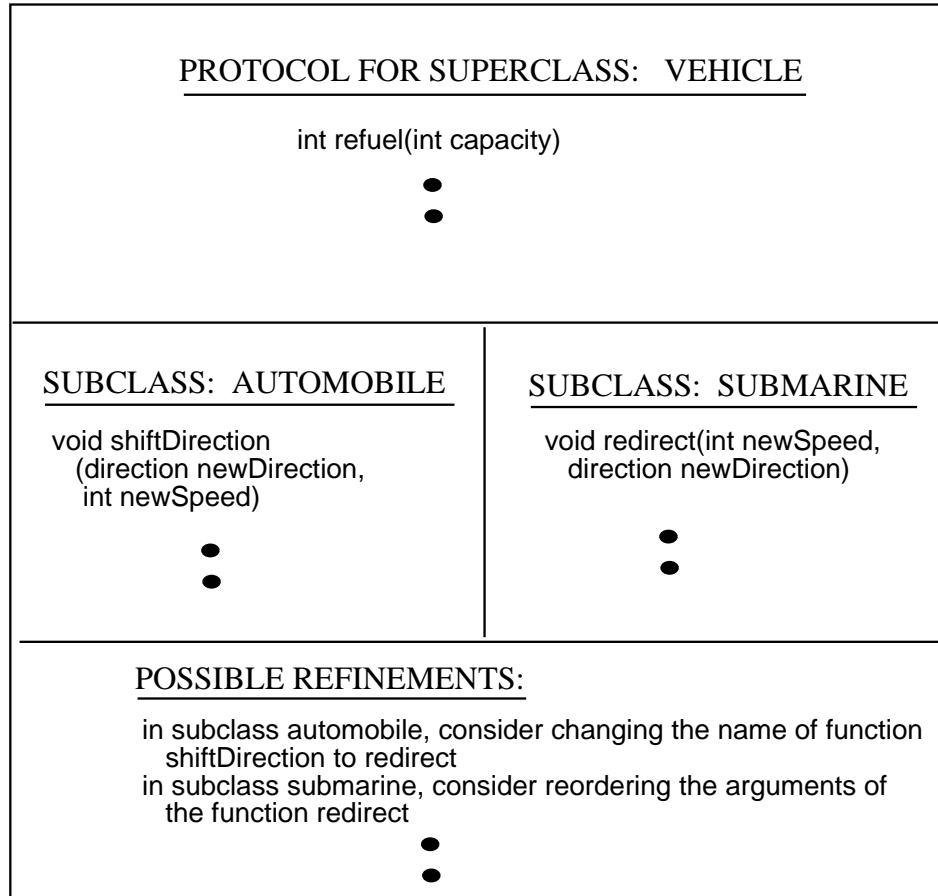 PROTOCOL FOR SUPERCLASS: VEHICLE
int refuel(int capacity)
SUBCLASS: AUTOMOBILE
void shiftDirection
(direction newDirection,
int newSpeed)
SUBCLASS: SUBMARINE
void redirect(int newSpeed,
direction newDirection)
POSSIBLE REFINEMENTS:
in subclass automobile, consider changing the name of function
shiftDirection to redirect
in subclass submarine, consider reordering the arguments of
the function redirect